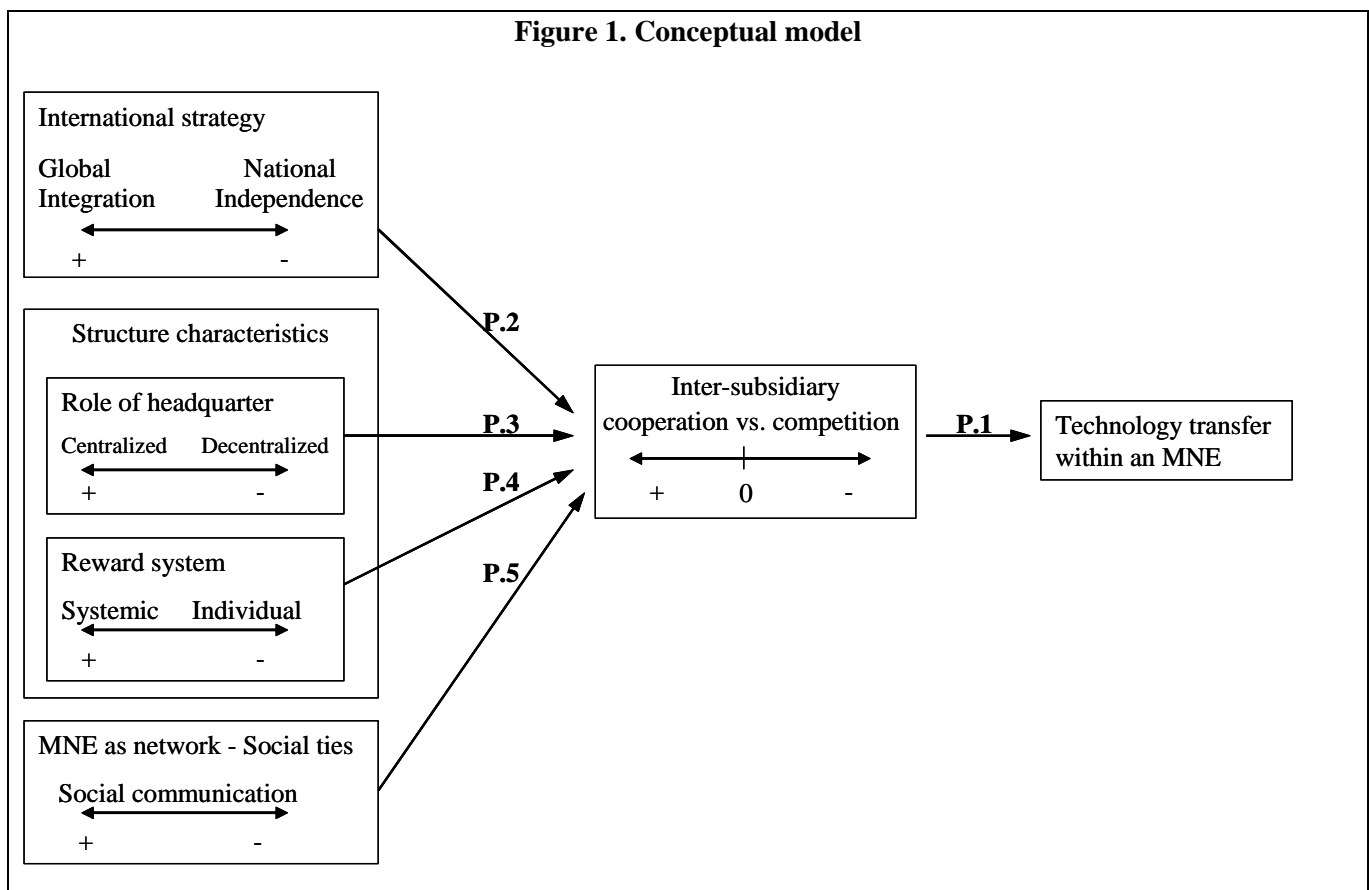 Figure 1. Conceptual model
International strategy
Global National
Integration Independence
+ -
Structure characteristics
Role of headquarter
Centralized Decentralized
+ -
Reward system
Systemic Individual
+ -
MNE as network - Social ties
Social communication
+ -
P.2
P.3
P.4
P.5
Inter-subsidiary
cooperation vs. competition
+ 0 -
P.1
Technology transfer
within an MNE